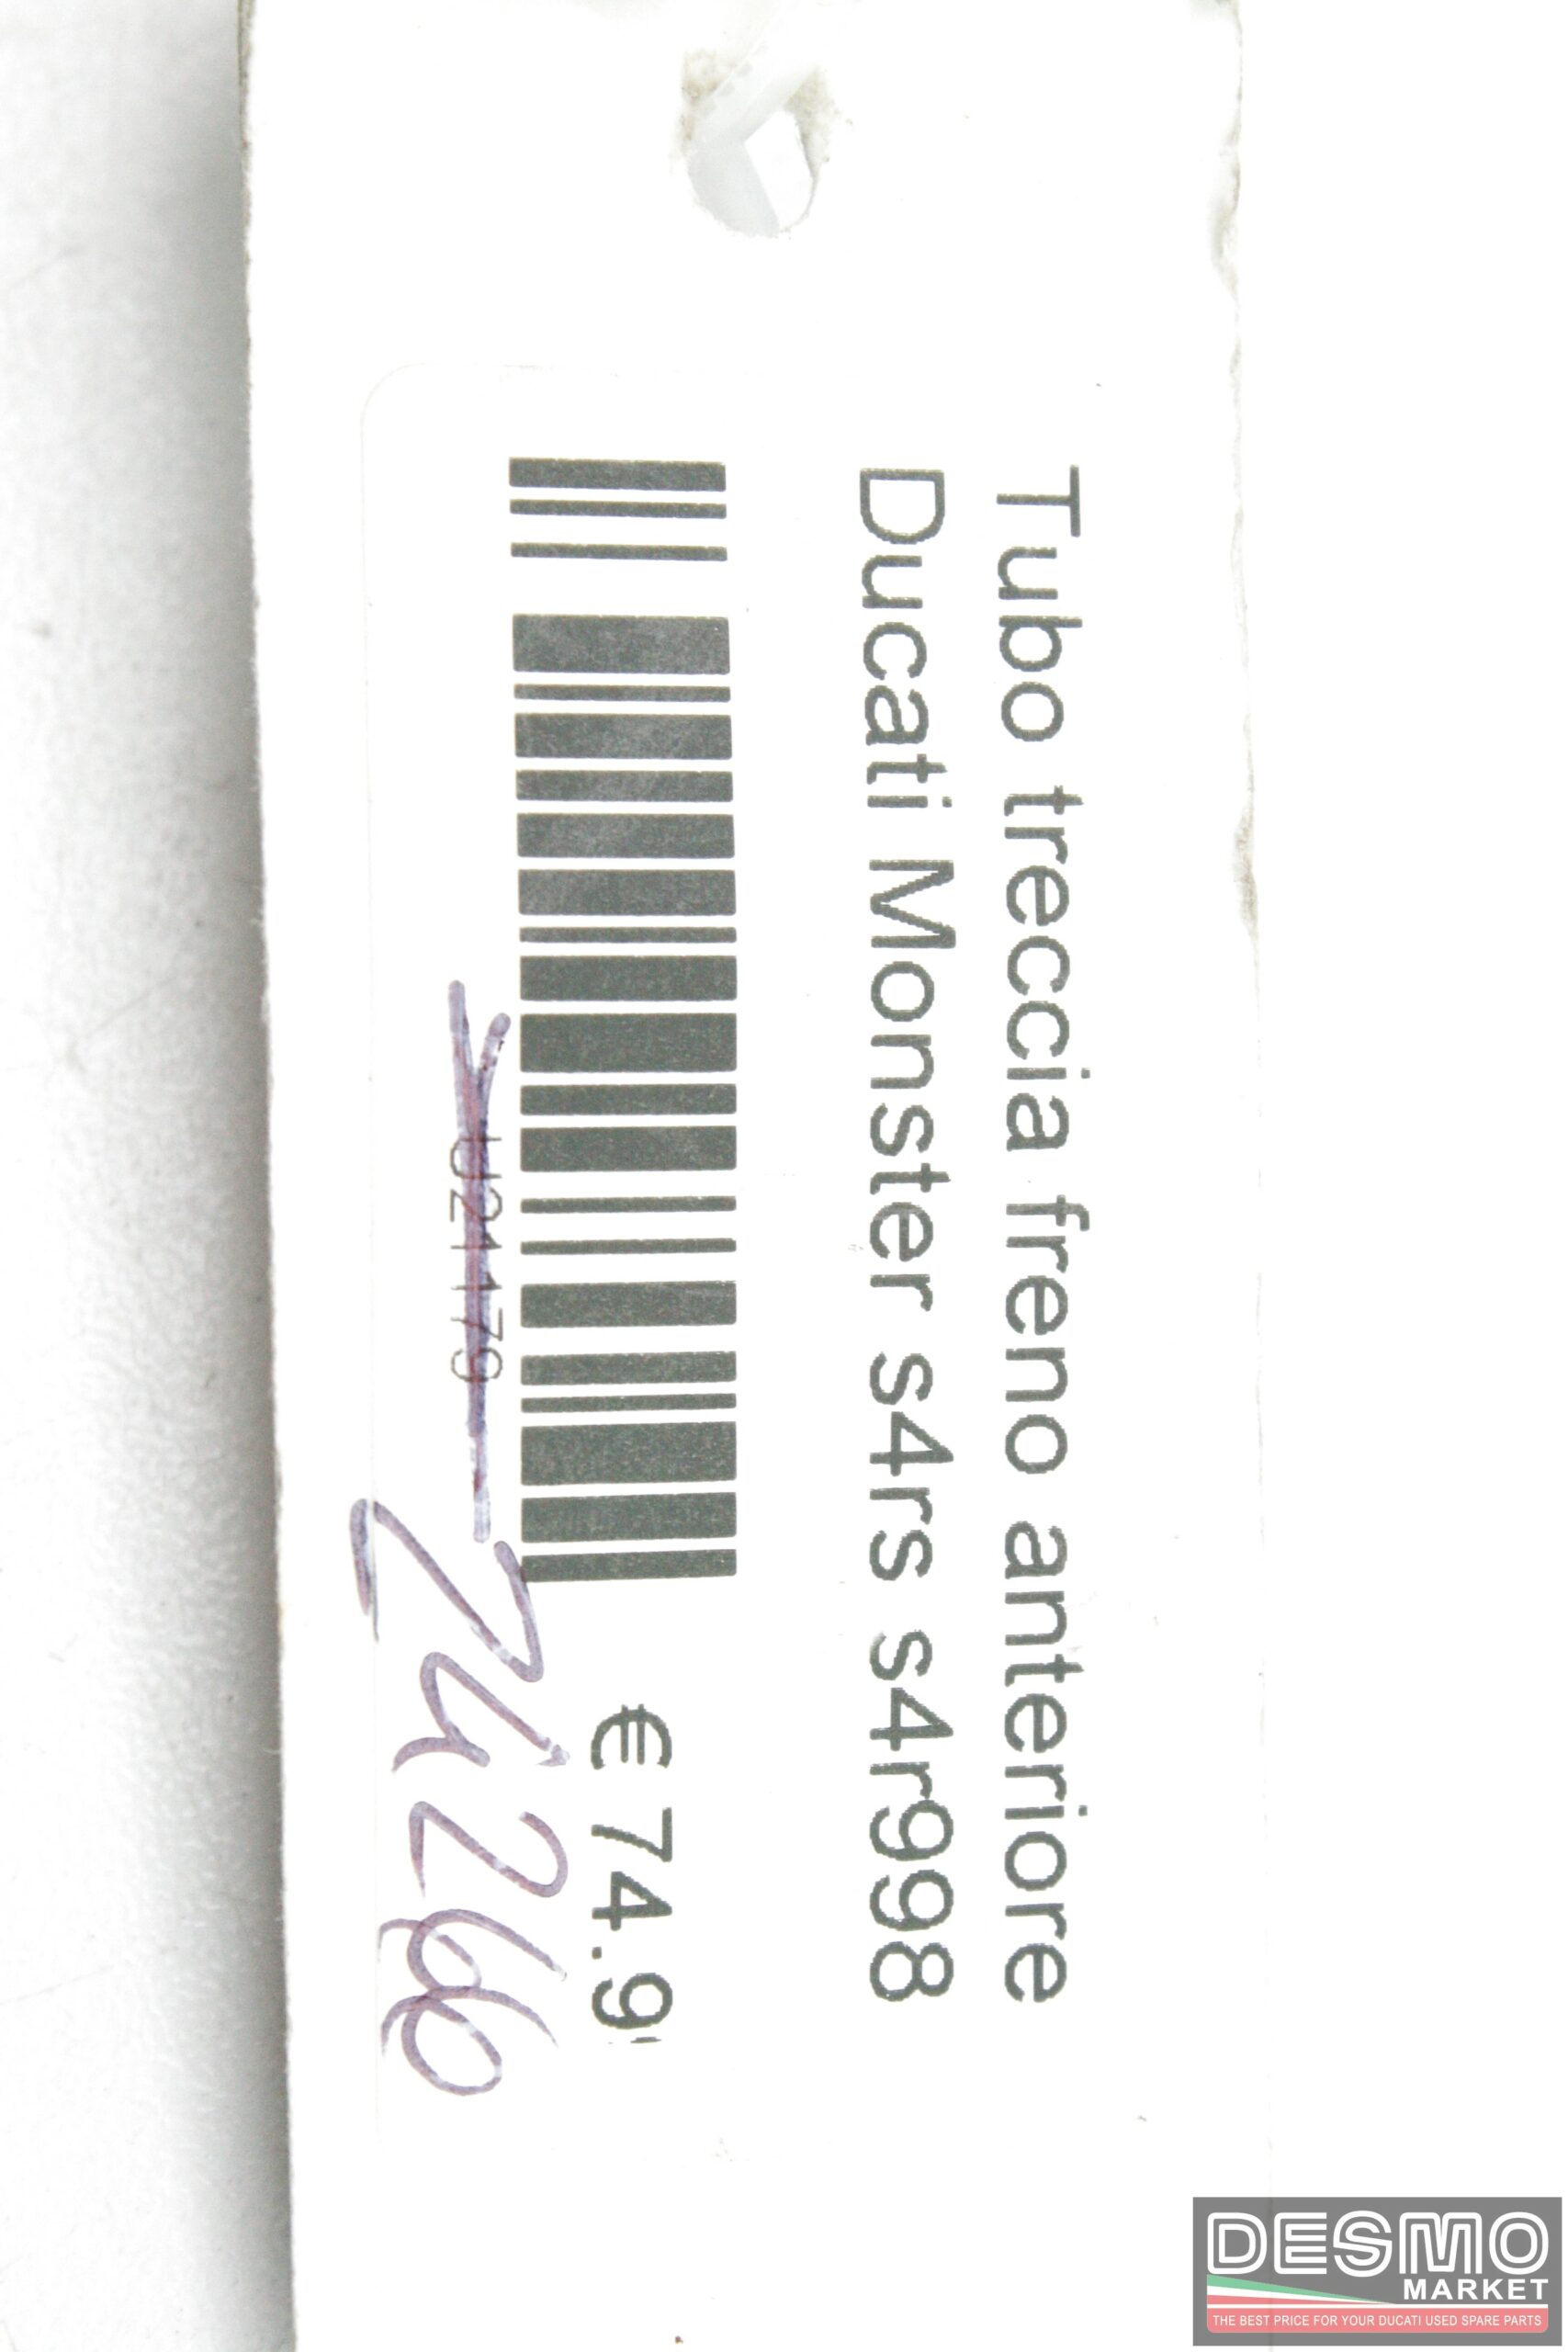 Tubo treccia freno anteriore
Ducati Monster s4rs s4r998
U21179
€ 74.9
DESMO
MARKET
THE BEST PRICE FOR YOUR DUCATI USED SPARE PARTS